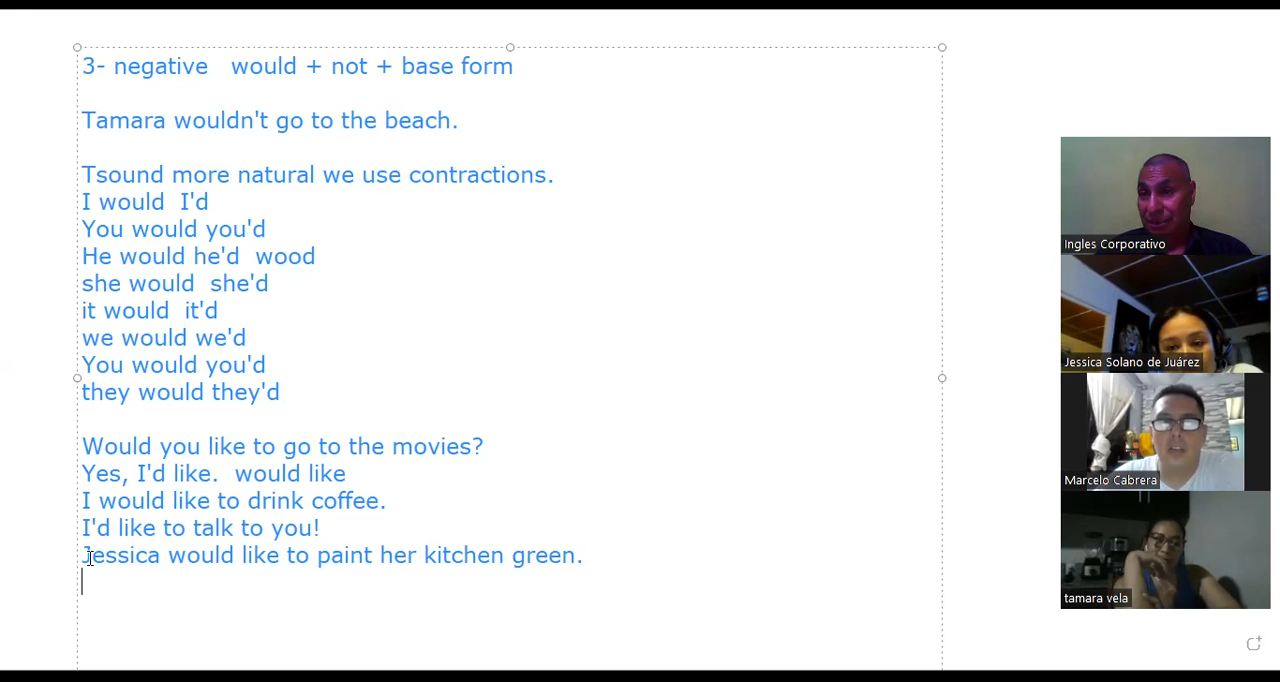 3- negative   would + not + base form
Tamara wouldn't go to the beach.
Tsound more natural we use contractions.
I would  I'd
You would you'd
He would he'd  wood
she would  she'd
it would  it'd
we would we'd
You would you'd
they would they'd
Would you like to go to the movies?
Yes, I'd like.  would like
I would like to drink coffee.
I'd like to talk to you!
Jessica would like to paint her kitchen green.
Ingles Corporativo
Jessica Solano de Juárez
Marcelo Cabrera
tamara vela